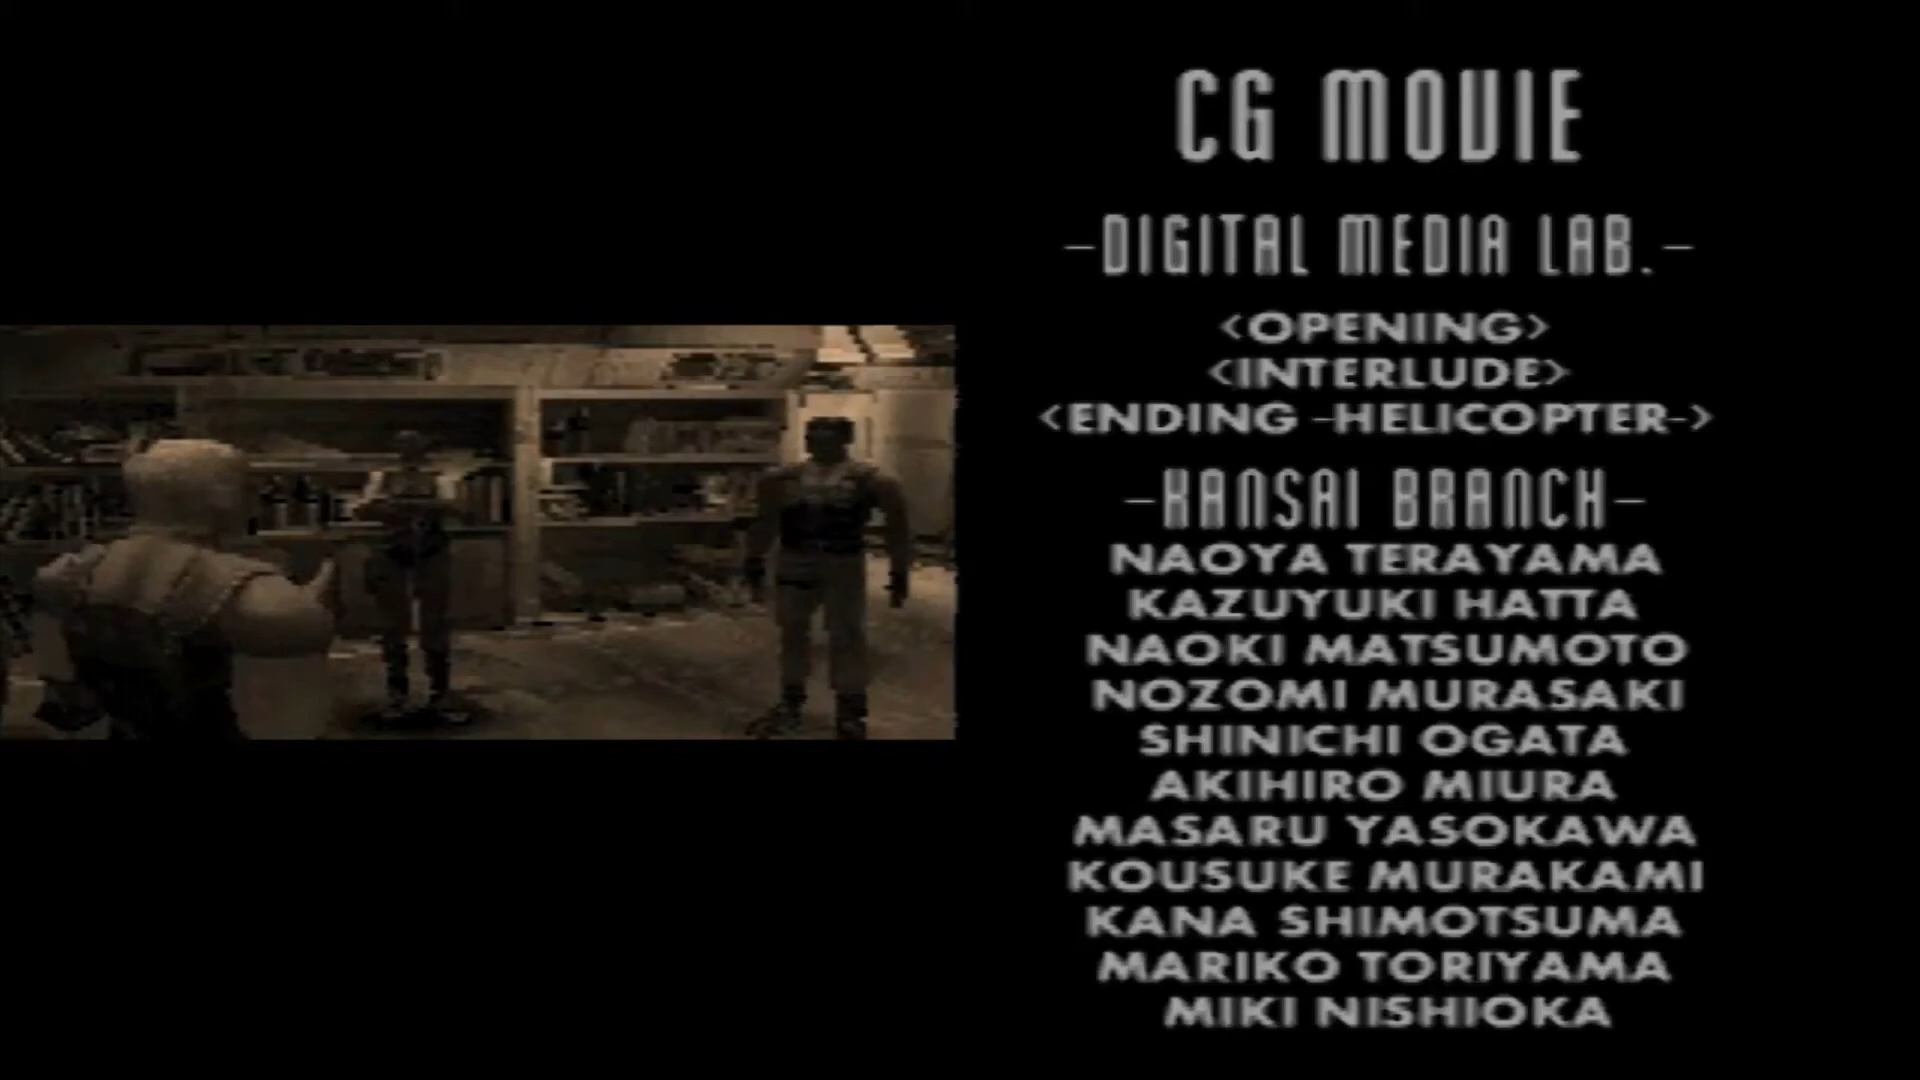 CG MOVIE
-DIGITAL MEDIA LAB.-
<OPENING>
<INTERLUDE>
<ENDING -HELICOPTER->
-KANSAI BRANCH-
NAOYA TERAYAMA
KAZUYUKI HATTA
NAOKI MATSUMOTO
NOZOMI MURASAKI
SHINICHI OGATA
AKIHIRO MIURA
MASARU YASOKAWA
KOUSUKE MURAKAMI
KANA SHIMOTSUMA
MARIKO TORIYAMA
MIKI NISHIOKA